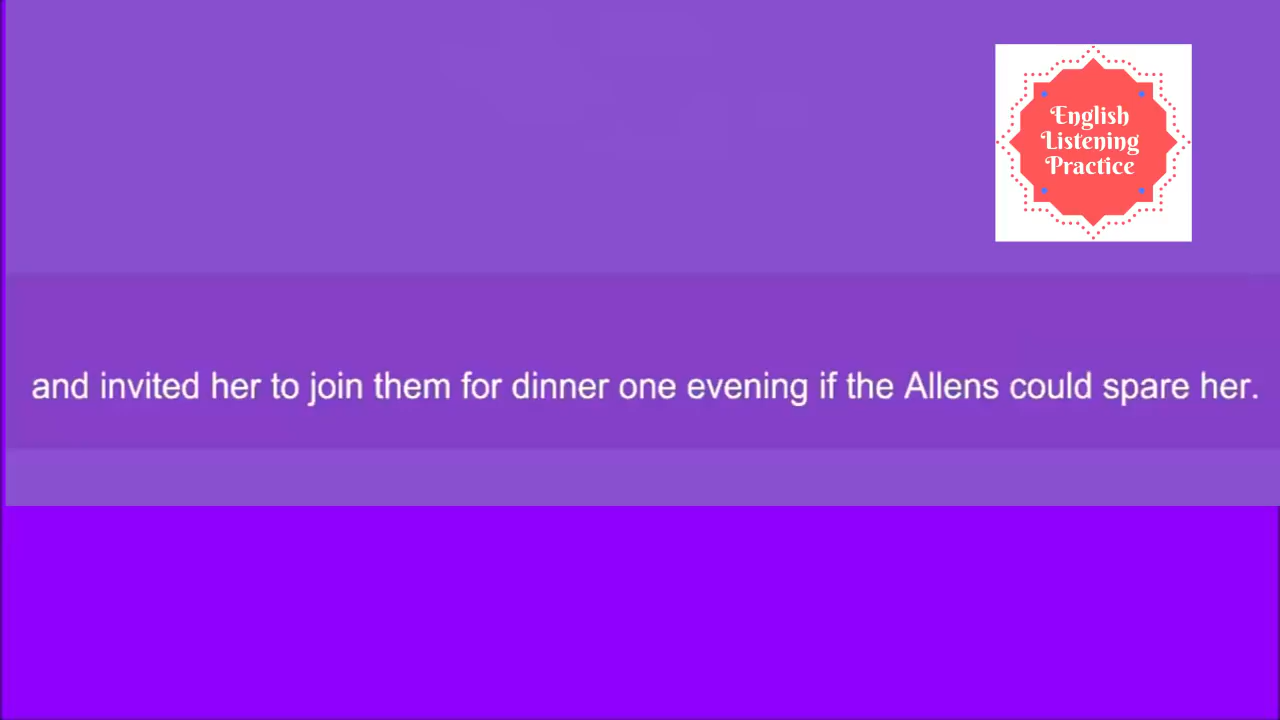 English
Listening
Practice
and invited her to join them for dinner one evening if the Allens could spare her.